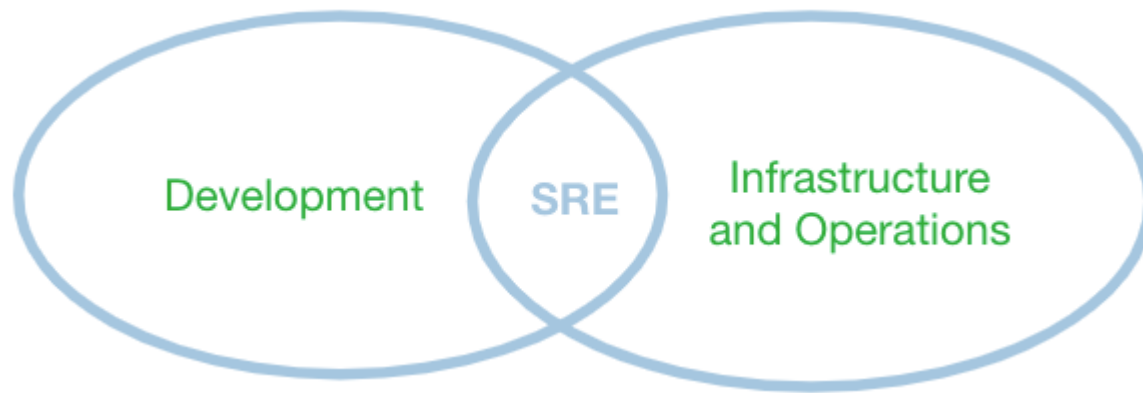 Development
SRE
Infrastructure
and Operations